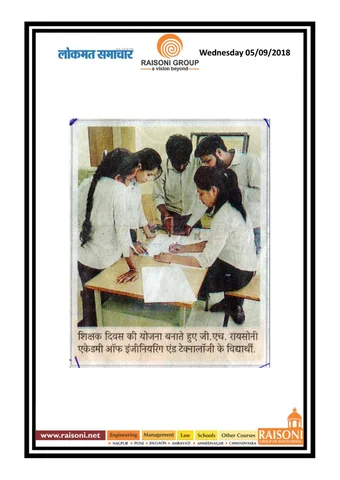 लोकमत समाचार
RAISONI GROUP
a vision beyond
Wednesday 05/09/2018
शिक्षक दिवस की योजना बनाते हुए जी.एच. रायसोनी
एकेडमी ऑफ इंजीनियरिंग एंड टेक्नालॉजी के विद्यार्थी.
www.raisoni.net Engineering Management Law Schools Other Courses RAISONI
NAGPUR PUNE JALGAON AMRAVATI AHMEDNAGAR CHHINDWARA